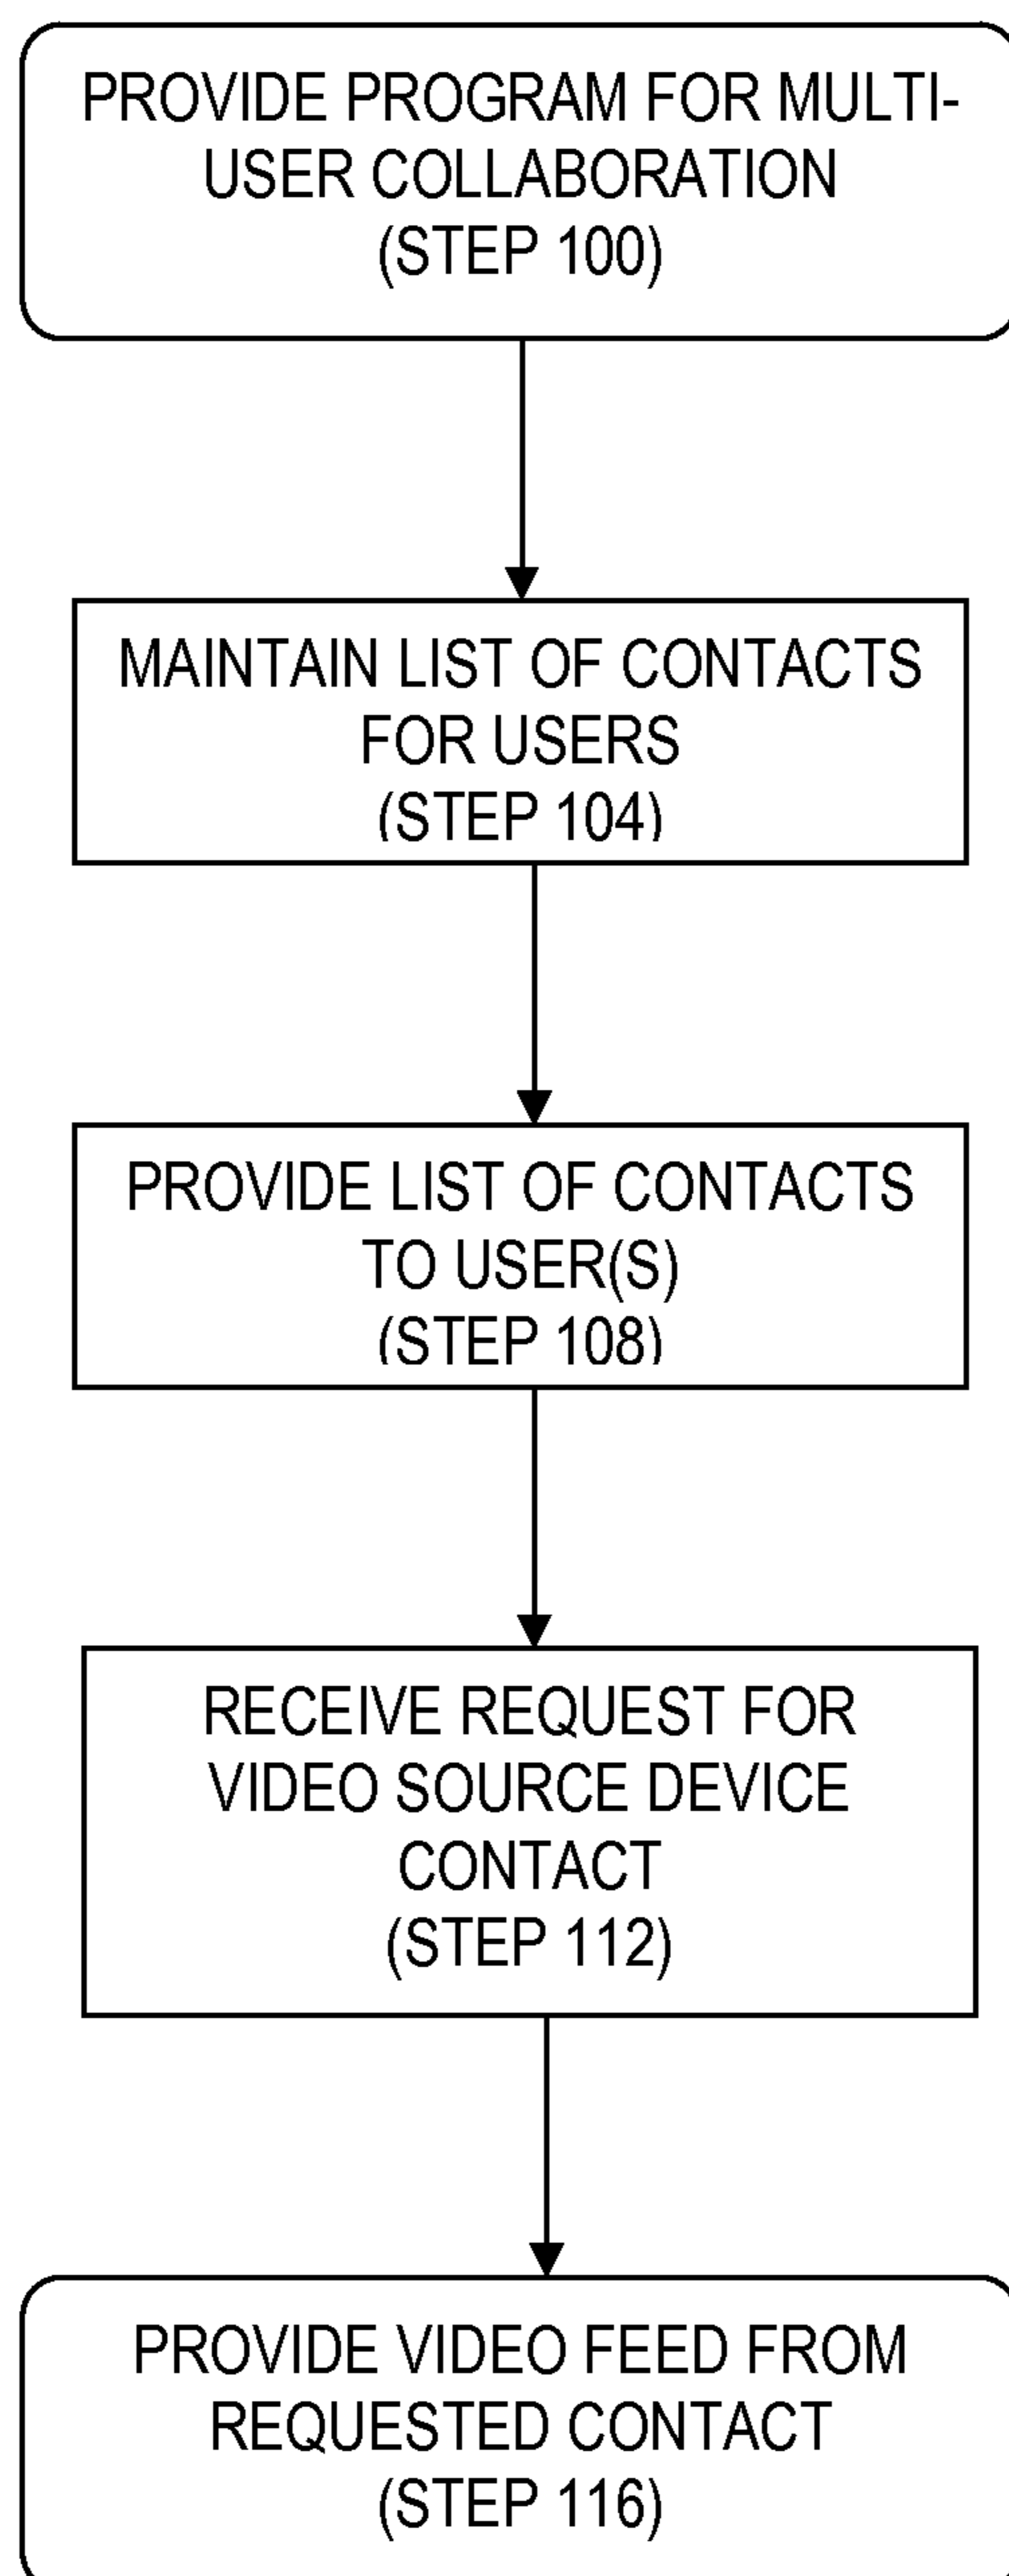 PROVIDE PROGRAM FOR MULTI-
USER COLLABORATION
(STEP 100)
MAINTAIN LIST OF CONTACTS
FOR USERS
(STEP 104)
PROVIDE LIST OF CONTACTS
TO USER(S)
(STEP 108)
RECEIVE REQUEST FOR
VIDEO SOURCE DEVICE
CONTACT
(STEP 112)
PROVIDE VIDEO FEED FROM
REQUESTED CONTACT
(STEP 116)